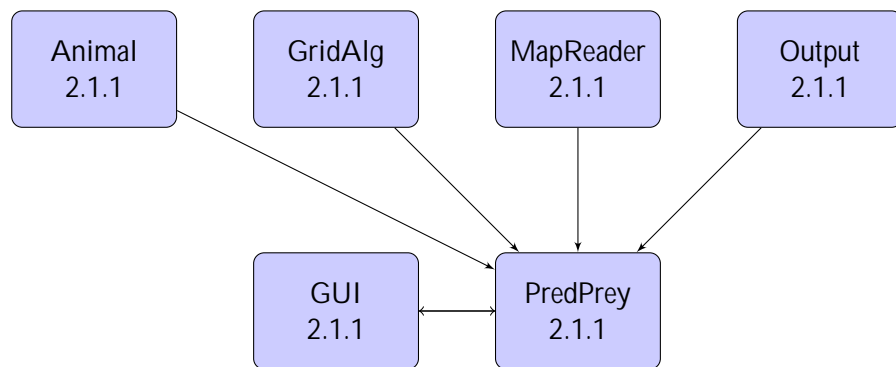 Animal
2.1.1
GridAlg
2.1.1
MapReader
2.1.1
Output
2.1.1
GUI
2.1.1
PredPrey
2.1.1